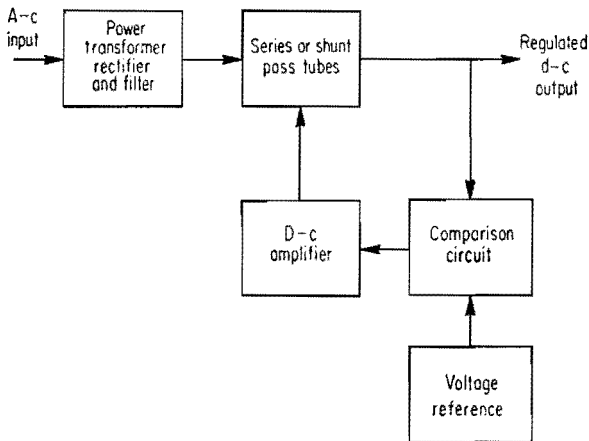 A-c
input
Power
transformer
rectifier
and filter
Series or shunt
pass tubes
Regulated
d-c
output
D-c
amplifier
Comparison
circuit
Voltage
reference